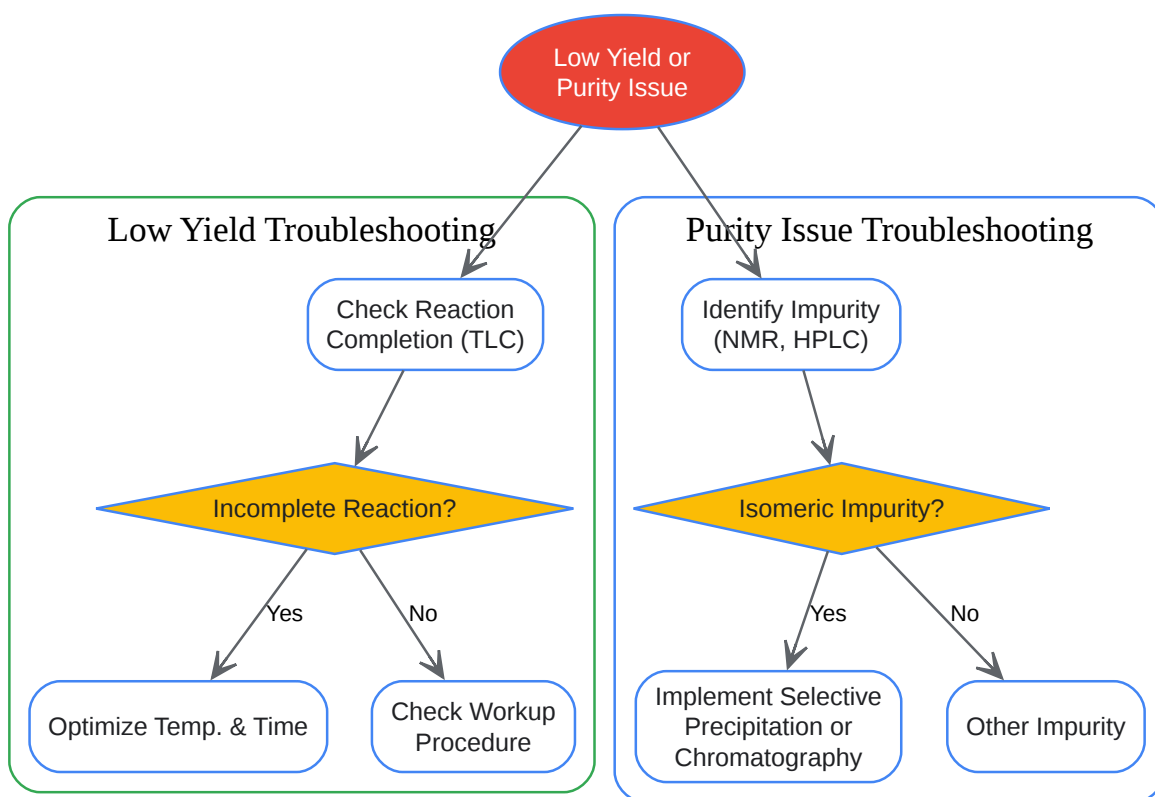 Low Yield or
Purity Issue
Low Yield Troubleshooting
Purity Issue Troubleshooting
Check Reaction
Completion (TLC)
Identify Impurity
(NMR, HPLC)
Incomplete Reaction?
Isomeric Impurity?
Yes
No
Yes
No
Optimize Temp. & Time
Check Workup
Procedure
Implement Selective
Precipitation or
Chromatography
Other Impurity